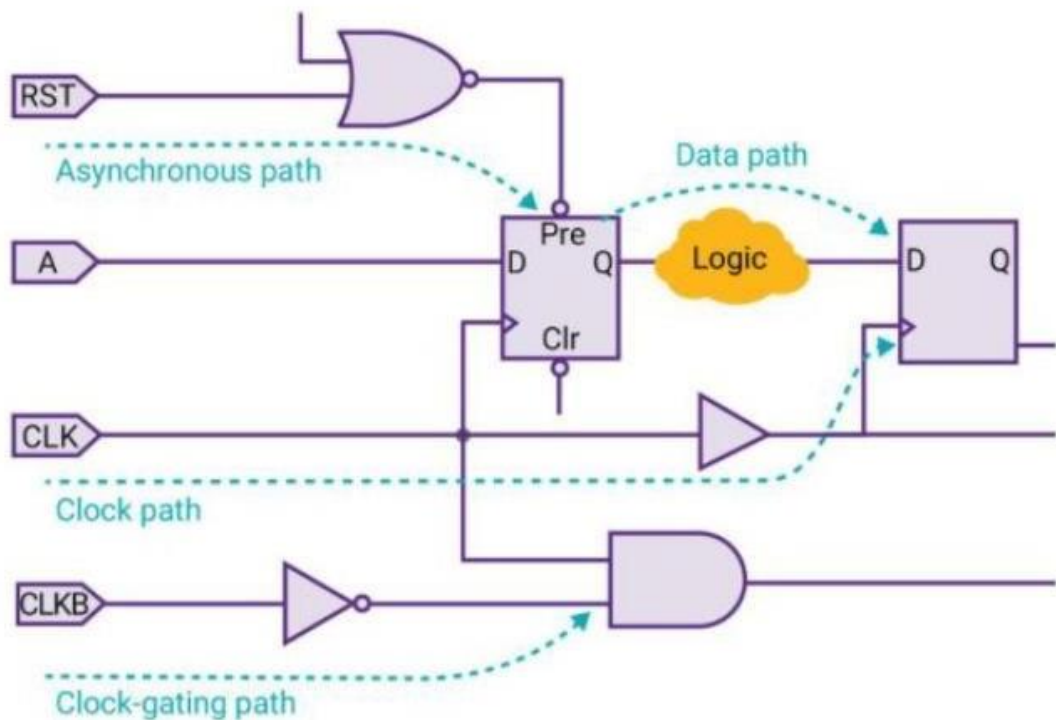 RST
Asynchronous path
Data path
A
D
Pre
Q
Logic
D
Q
Clr
CLK
Clock path
CLKB
Clock-gating path